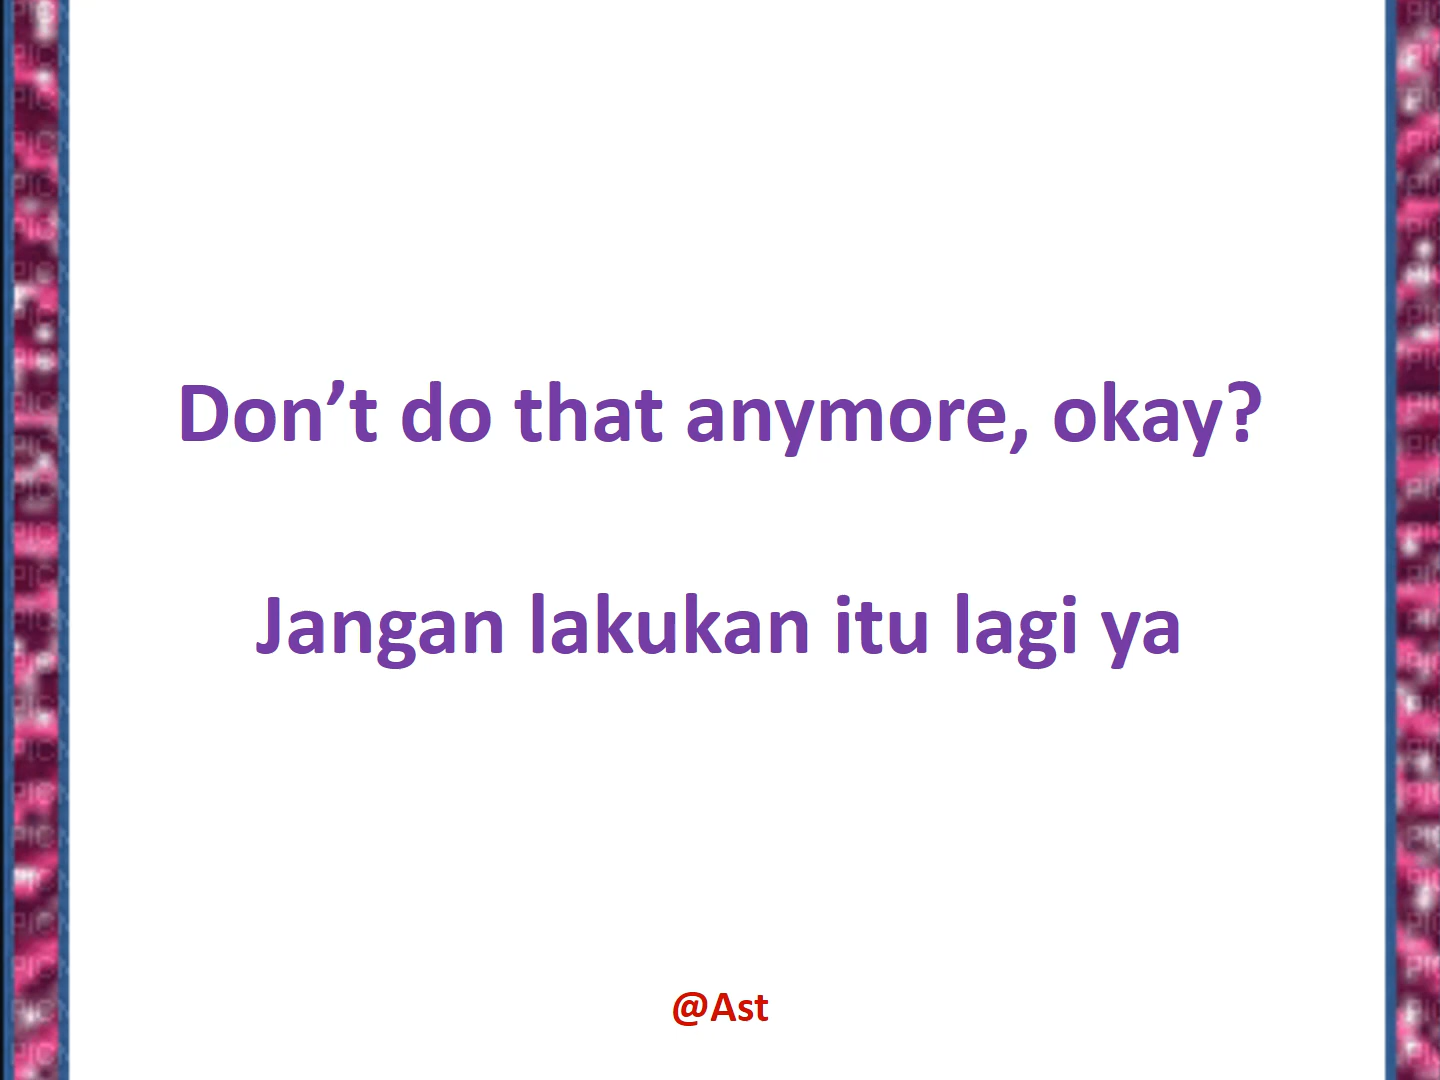 Don’t do that anymore, okay?
Jangan lakukan itu lagi ya
@Ast